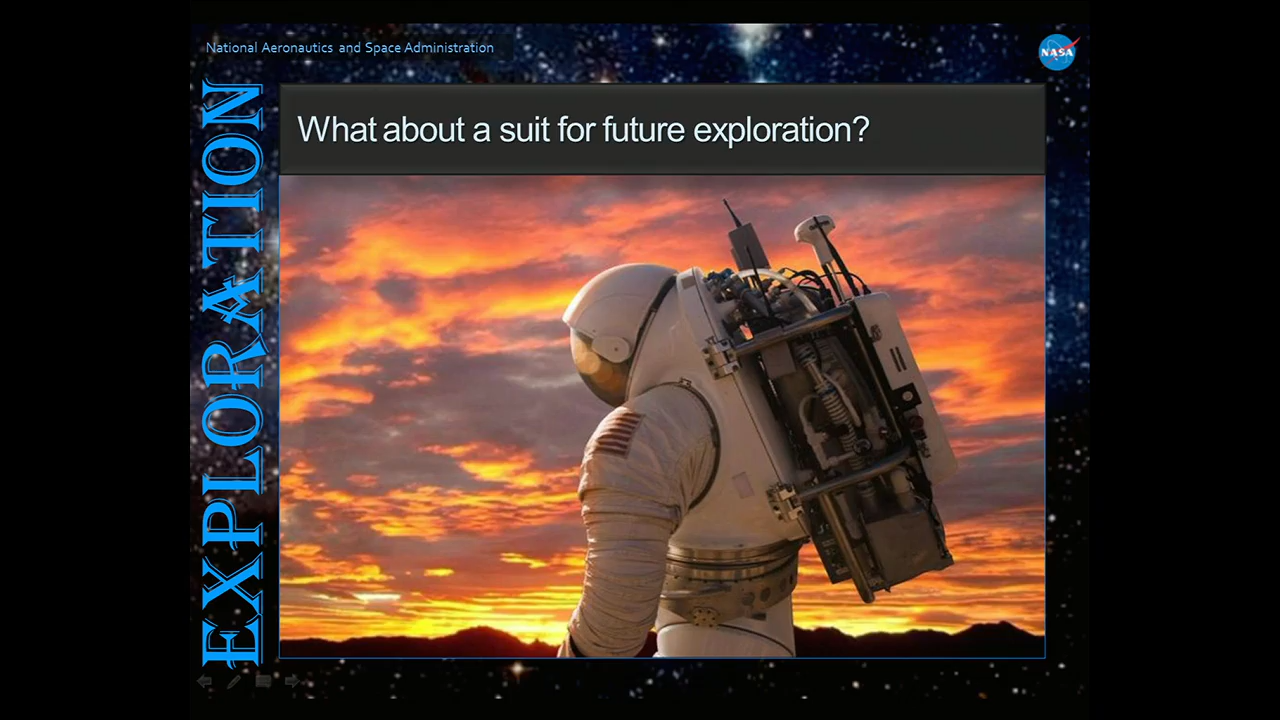 National Aeronautics and Space Administration
NASA
What about a suit for future exploration?
EXPLORATION